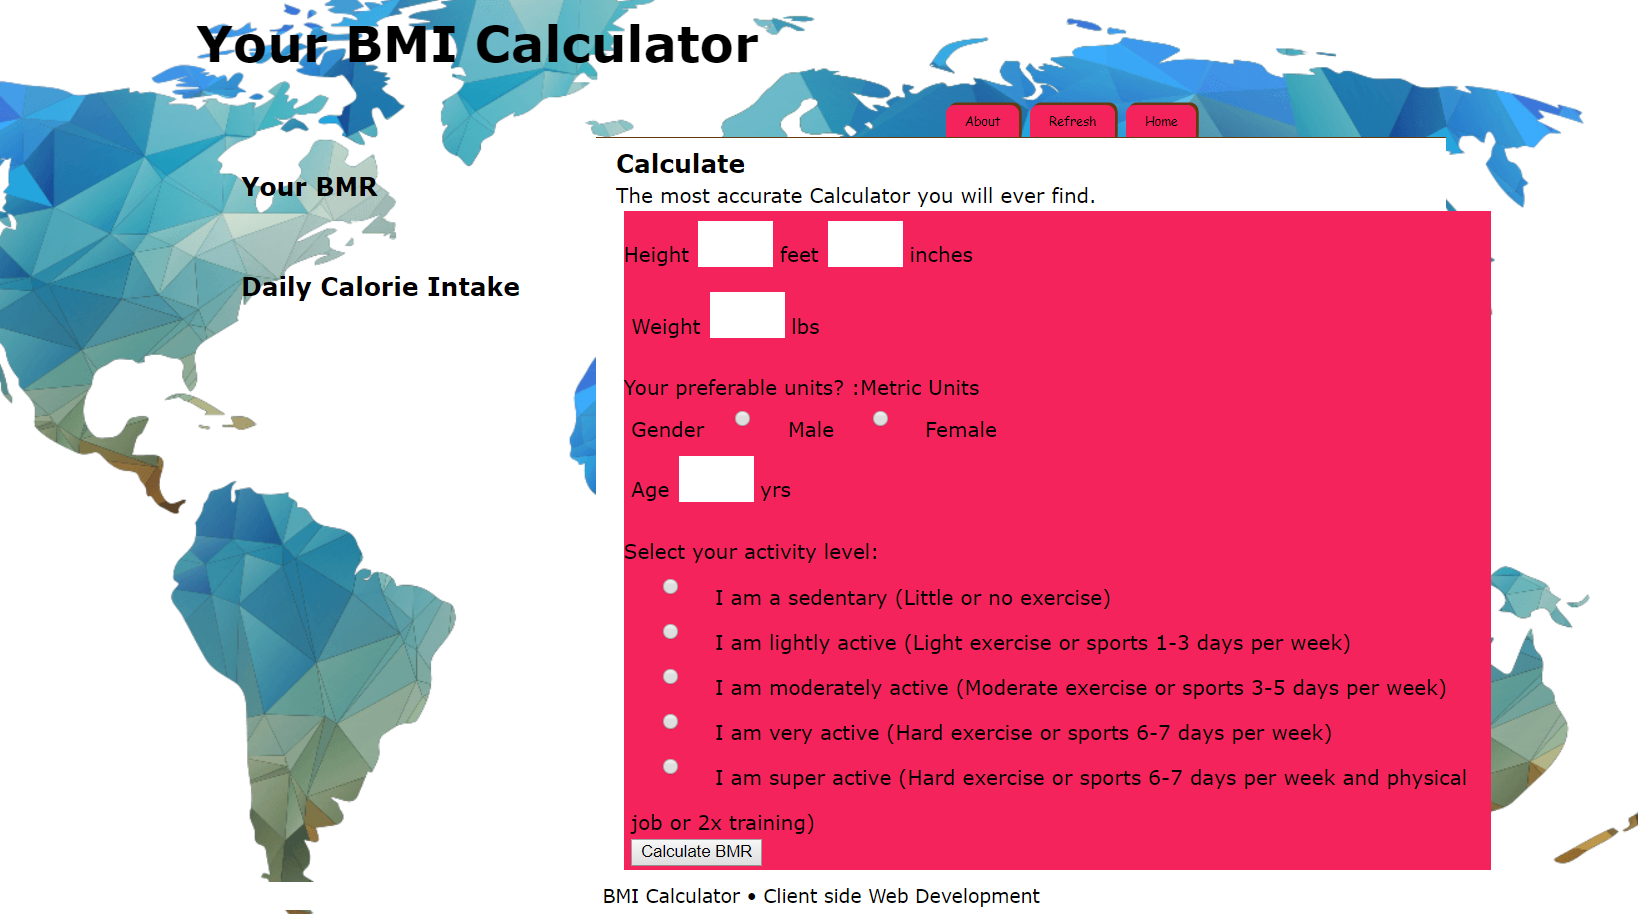 Your BMI Calculator
About
Refresh
Home
Your BMR
Daily Calorie Intake
Calculate
The most accurate Calculator you will ever find.
Height feet inches
Weight lbs
Your preferable units? :Metric Units
Gender Male Female
Age yrs
Select your activity level:
I am a sedentary (Little or no exercise)
I am lightly active (Light exercise or sports 1-3 days per week)
I am moderately active (Moderate exercise or sports 3-5 days per week)
I am very active (Hard exercise or sports 6-7 days per week)
I am super active (Hard exercise or sports 6-7 days per week and physical
job or 2x training)
Calculate BMR
BMI Calculator • Client side Web Development